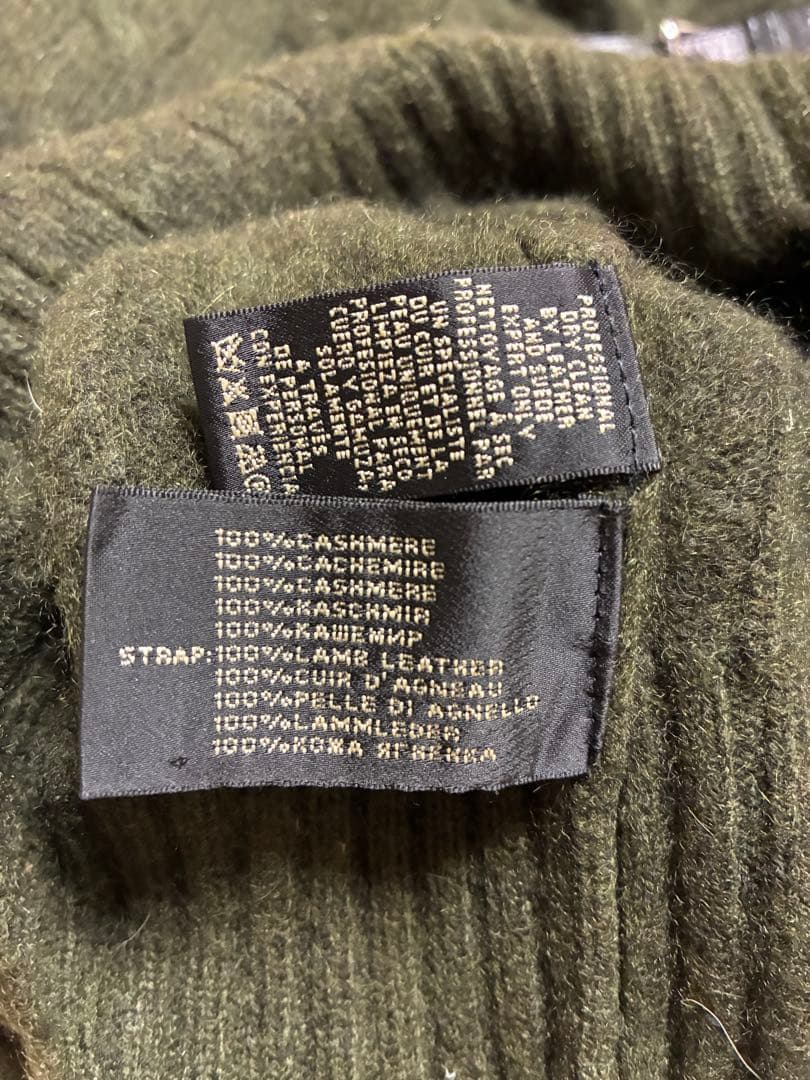 PROFESSIONAL
DRY CLEAN
BY LEATHER
AND SUEDE
EXPERT ONLY
NETTOYAGE À SEC
PROFESSIONNEL PAR
UN SPECIALISTE
DU CUIR ET DE LA
PEAU UNIQUEMENT
LIMPIEZA EN SECO
PROFESIONAL PARA
CUERO Y GAMUZA,
SOLAMENTE
A TRAVÉS
DE PERSONAL
CON EXPERIENCIA
100%CASHMERE
100%CACHEMIRE
100%CASHMERE
100%KASCHMIR
100%КАШЕМИР
STRAP:100%LAMB LEATHER
100%CUIR D'AGNEAU
100%PELLE DI AGNELLO
100%LAMMLEDER
100%КОЖА ЯГНЕНКА